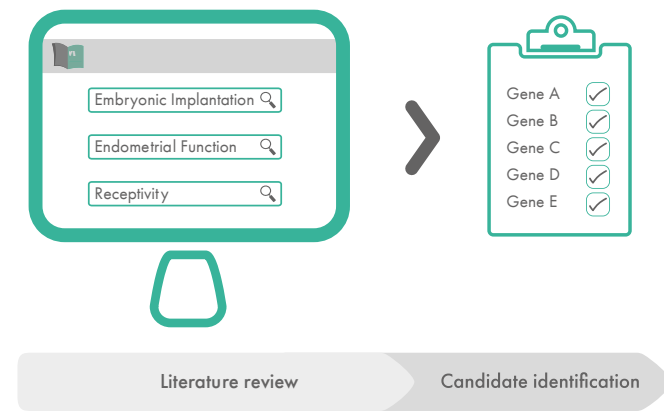 Embryonic Implantation
Endometrial Function
Receptivity
Gene A
Gene B
Gene C
Gene D
Gene E
Literature review
Candidate identification